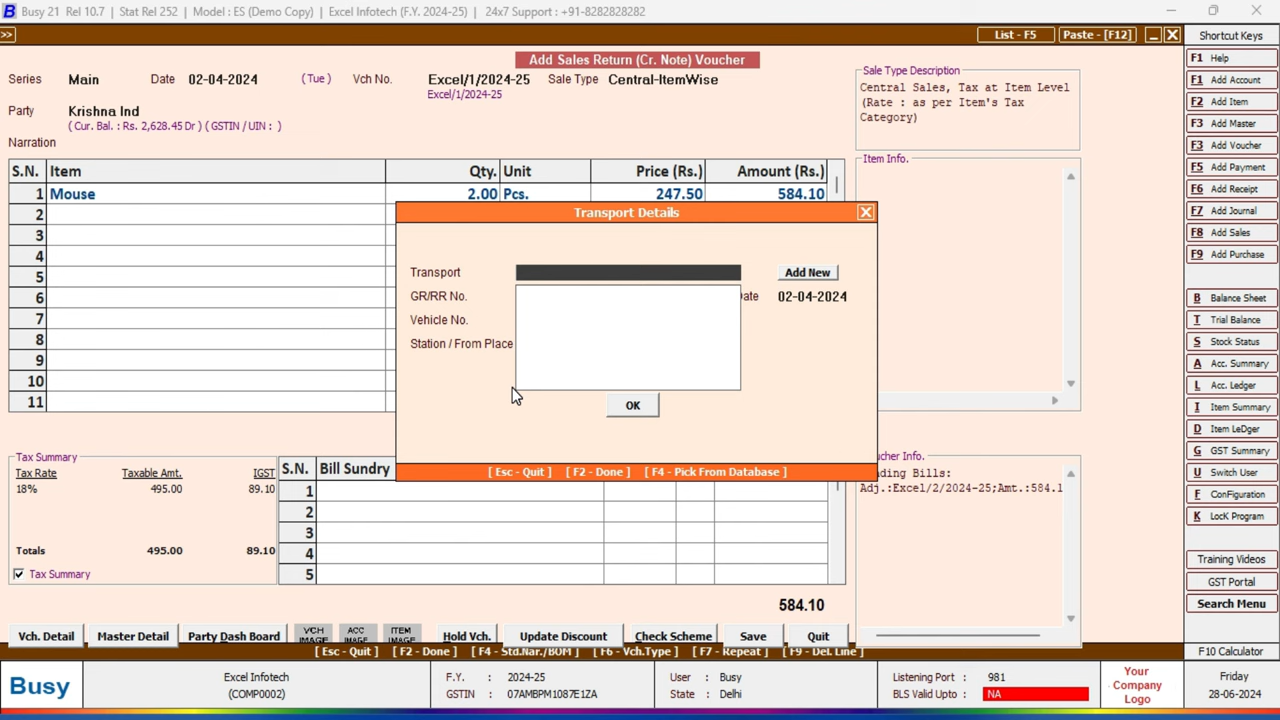 Busy 21 Rel 10.7 | Stat Rel 252 | Model : ES (Demo Copy) | Excel Infotech (F.Y. 2024-25) | 24x7 Support : +91-8282828282
>> List - F5 Paste - [F12] Shortcut Keys
Add Sales Return (Cr. Note) Voucher
Series Main Date 02-04-2024 (Tue) Vch No. Excel/1/2024-25 Sale Type Central-ItemWise
Excel/1/2024-25
Party Krishna Ind
( Cur. Bal. : Rs. 2,628.45 Dr ) ( GSTIN / UIN : )
Narration
Sale Type Description
Central Sales, Tax at Item Level
(Rate : as per Item's Tax
Category)
Item Info.
S.N. Item Qty. Unit Price (Rs.) Amount (Rs.)
1 Mouse 2.00 Pcs. 247.50 584.10
2
3
4
5
6
7
8
9
10
11
Transport Details
Transport Add New
GR/RR No. ate 02-04-2024
Vehicle No.
Station / From Place
OK
[ Esc - Quit ] [ F2 - Done ] [ F4 - Pick From Database ]
Tax Summary
Tax Rate Taxable Amt. IGST
18% 495.00 89.10
Totals 495.00 89.10
Tax Summary
S.N. Bill Sundry
1
2
3
4
5
584.10
ucher Info.
nding Bills:
Adj.:Excel/2/2024-25;Amt.:584.1
Vch. Detail Master Detail Party Dash Board VCH IMAGE ACC IMAGE ITEM IMAGE Hold Vch. Update Discount Check Scheme Save Quit
[ Esc - Quit ] [ F2 - Done ] [ F4 - Std.Nar./BOM ] [ F6 - Vch.Type ] [ F7 - Repeat ] [ F9 - Del. Line ]
F1 Help
F1 Add Account
F2 Add Item
F3 Add Master
F3 Add Voucher
F5 Add Payment
F6 Add Receipt
F7 Add Journal
F8 Add Sales
F9 Add Purchase
B Balance Sheet
T Trial Balance
S Stock Status
A Acc. Summary
L Acc. Ledger
I Item Summary
D Item LeDger
G GST Summary
U Switch User
F ConFiguration
K LocK Program
Training Videos
GST Portal
Search Menu
F10 Calculator
Busy
Excel Infotech
(COMP0002)
F.Y. : 2024-25
GSTIN : 07AMBPM1087E1ZA
User : Busy
State : Delhi
Listening Port : 981
BLS Valid Upto : NA
Your
Company
Logo
Friday
28-06-2024